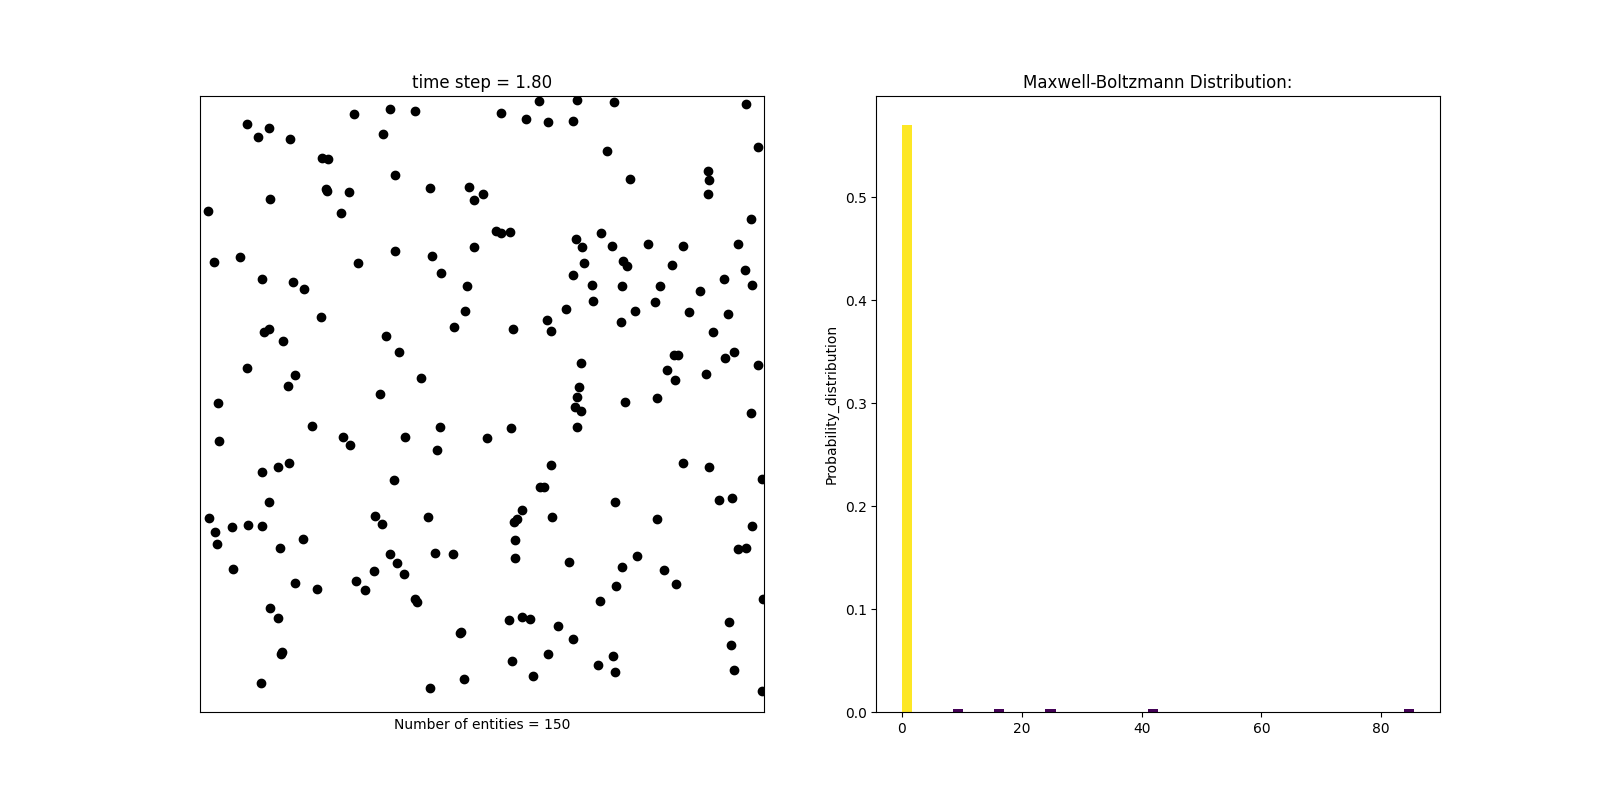 time step = 1.80
Number of entities = 150
Maxwell-Boltzmann Distribution:
Probability_distribution
0.5
0.4
0.3
0.2
0.1
0.0
0 20 40 60 80